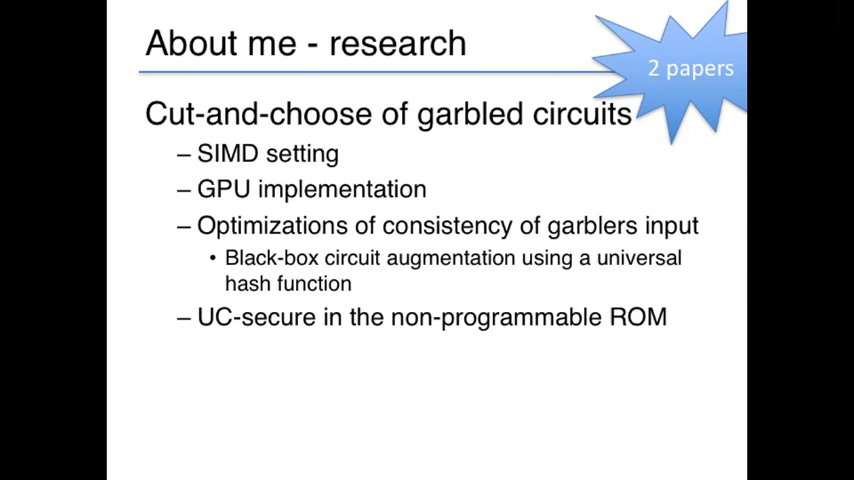 About me - research
2 papers
Cut-and-choose of garbled circuits
– SIMD setting
– GPU implementation
– Optimizations of consistency of garblers input
• Black-box circuit augmentation using a universal
hash function
– UC-secure in the non-programmable ROM